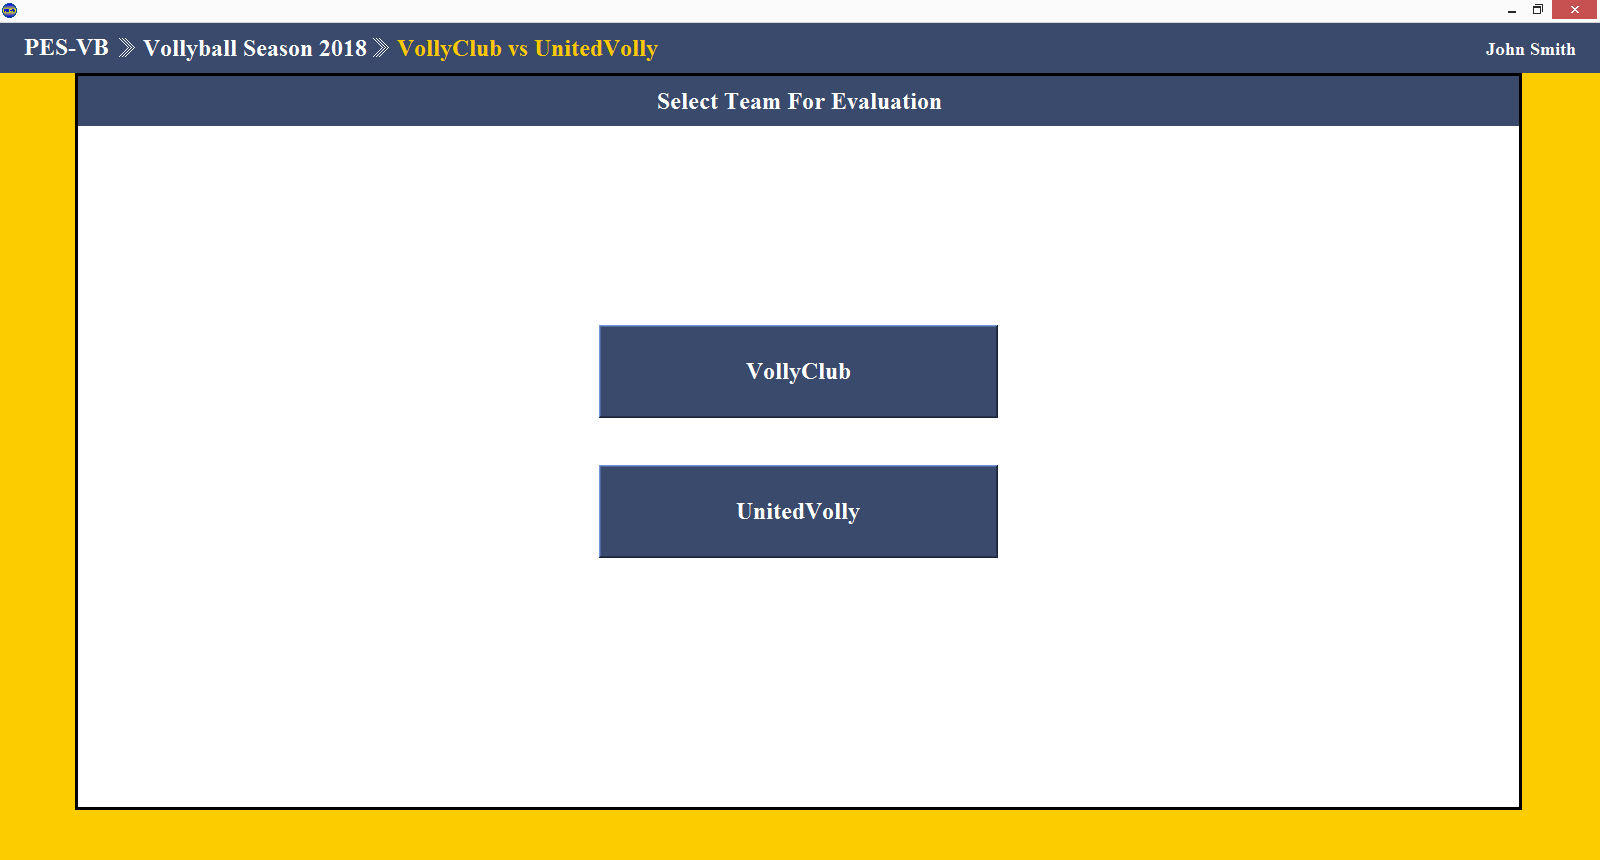 PES-VB Vollyball Season 2018 VollyClub vs UnitedVolly John Smith
Select Team For Evaluation
VollyClub
UnitedVolly